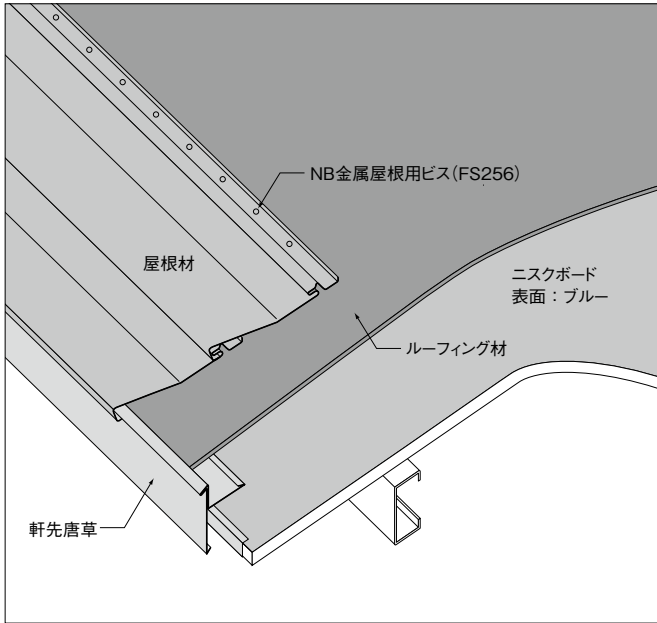 NB金属屋根用ビス(FS256)
屋根材
ニスクボード
表面：ブルー
ルーフィング材
軒先唐草